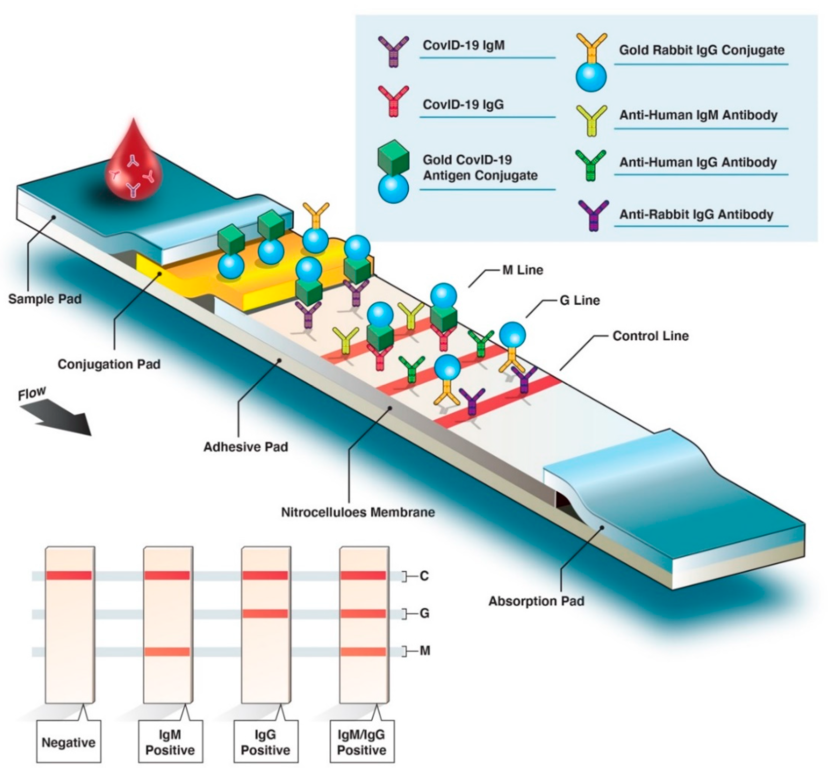 CovID-19 IgM
CovID-19 IgG
Gold CovID-19
Antigen Conjugate
Gold Rabbit IgG Conjugate
Anti-Human IgM Antibody
Anti-Human IgG Antibody
Anti-Rabbit IgG Antibody
M Line
G Line
Control Line
Sample Pad
Conjugation Pad
Flow
Adhesive Pad
Nitrocelluloes Membrane
Absorption Pad
C
G
M
Negative
IgM
Positive
IgG
Positive
IgM/IgG
Positive